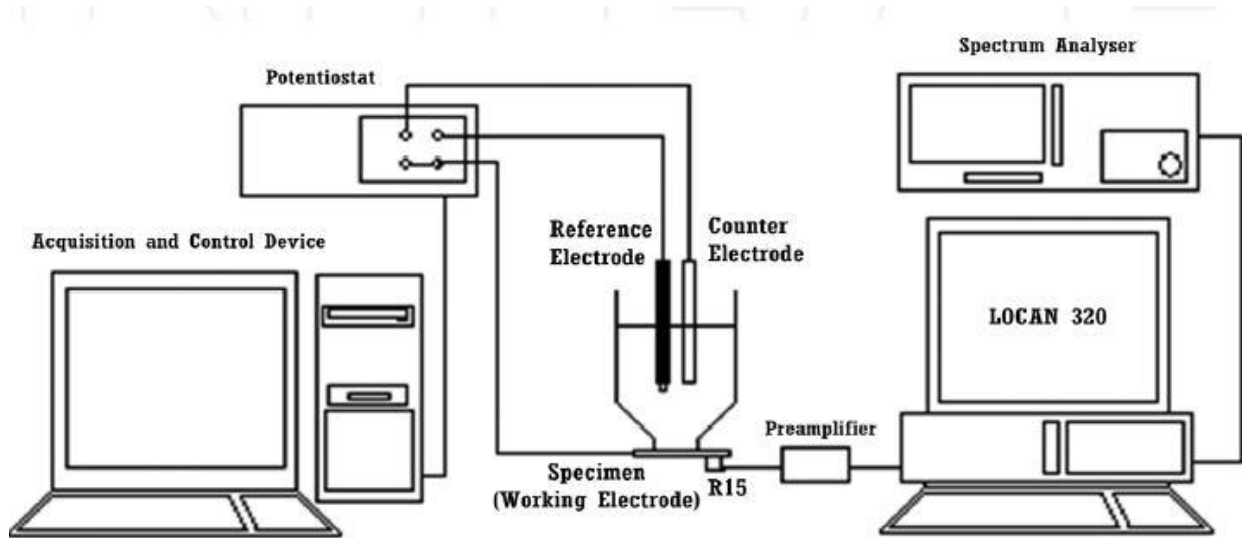 Spectrum Analyser
Potentiostat
Reference
Electrode
Counter
Electrode
Acquisition and Control Device
LOCAN 320
Preamplifier
Specimen
(Working Electrode)
R15